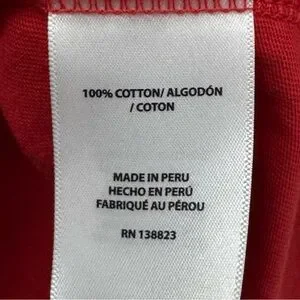 100% COTTON/ ALGODÓN
/ COTON
MADE IN PERU
HECHO EN PERÚ
FABRIQUÉ AU PÉROU
RN 138823